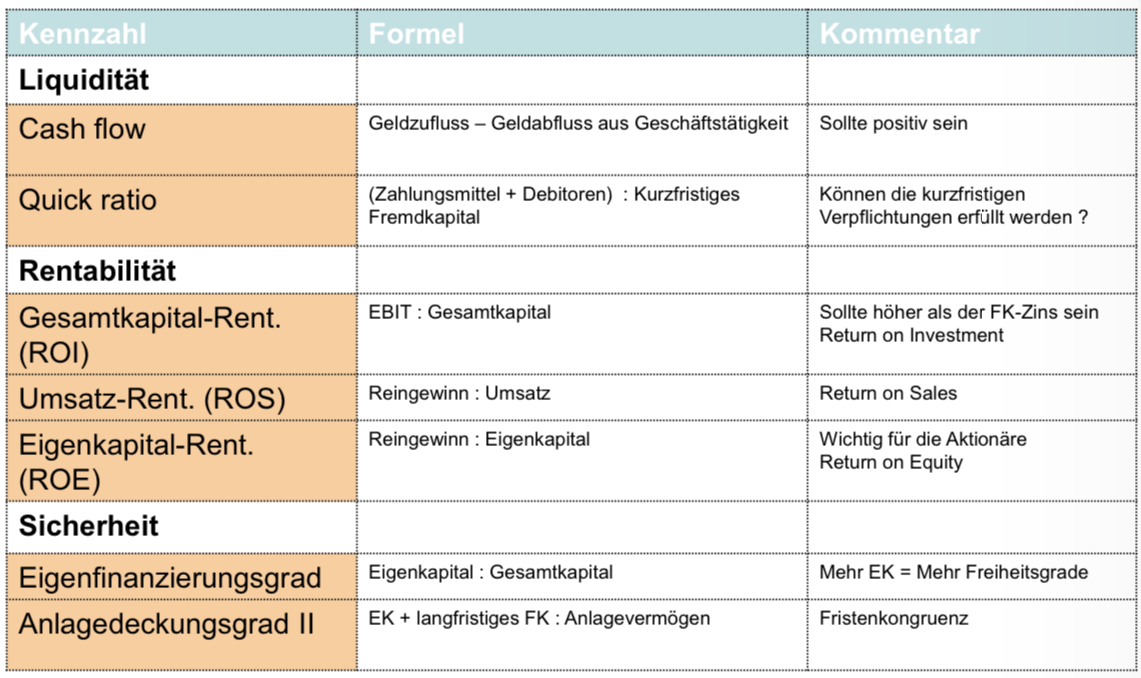 Kennzahl Formel Kommentar
Liquidität
Cash flow Geldzufluss – Geldabfluss aus Geschäftstätigkeit Sollte positiv sein
Quick ratio (Zahlungsmittel + Debitoren) : Kurzfristiges Können die kurzfristigen
Fremdkapital Verpflichtungen erfüllt werden ?
Rentabilität
Gesamtkapital-Rent. EBIT : Gesamtkapital Sollte höher als der FK-Zins sein
(ROI) Return on Investment
Umsatz-Rent. (ROS) Reingewinn : Umsatz Return on Sales
Eigenkapital-Rent. Reingewinn : Eigenkapital Wichtig für die Aktionäre
(ROE) Return on Equity
Sicherheit
Eigenfinanzierungsgrad Eigenkapital : Gesamtkapital Mehr EK = Mehr Freiheitsgrade
Anlagedeckungsgrad II EK + langfristiges FK : Anlagevermögen Fristenkongruenz